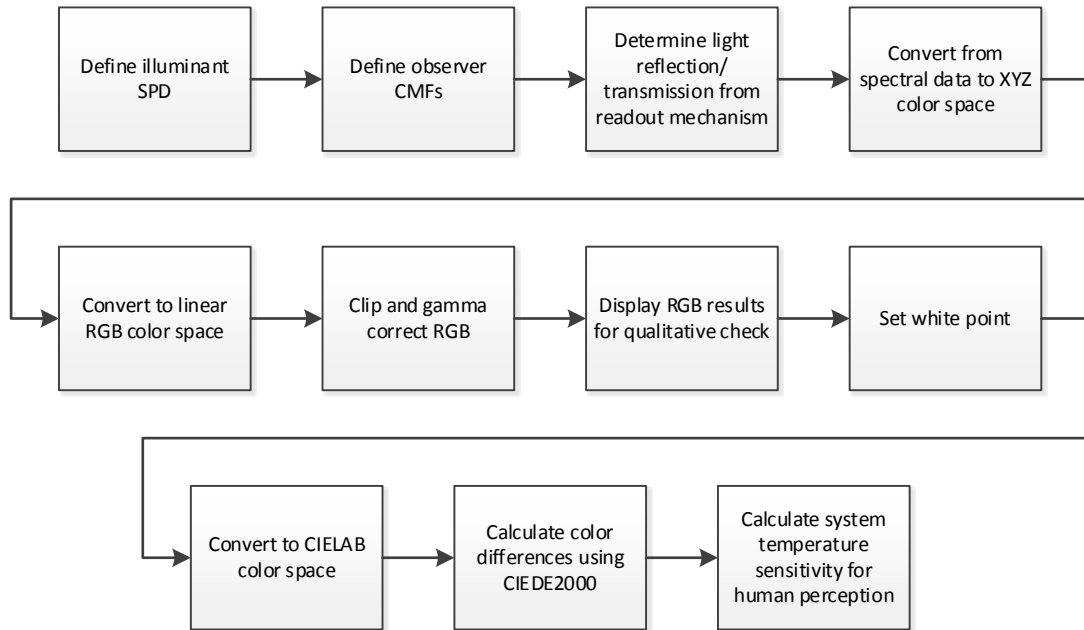 Define illuminant
SPD
Define observer
CMFs
Determine light
reflection/
transmission from
readout mechanism
Convert from
spectral data to XYZ
color space
Convert to linear
RGB color space
Clip and gamma
correct RGB
Display RGB results
for qualitative check
Set white point
Convert to CIELAB
color space
Calculate color
differences using
CIEDE2000
Calculate system
temperature
sensitivity for
human perception